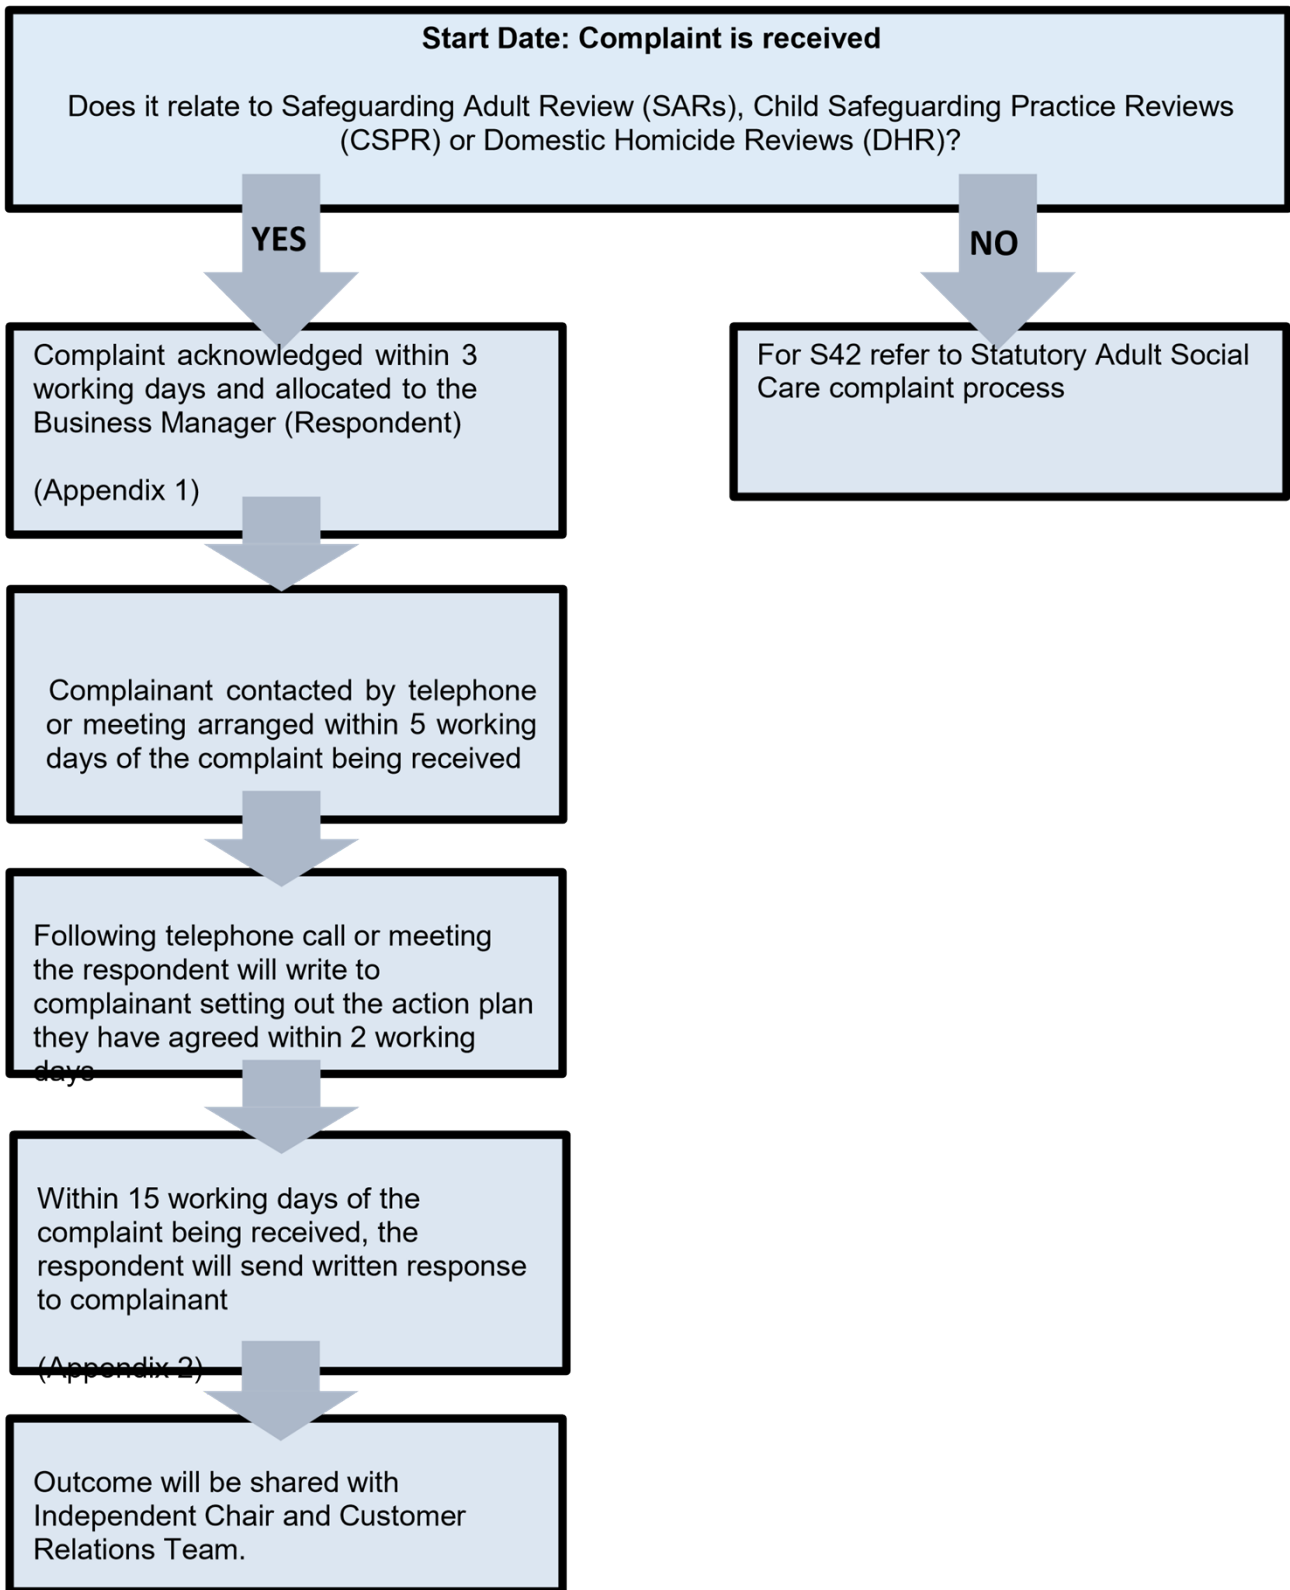 Start Date: Complaint is received
Does it relate to Safeguarding Adult Review (SARs), Child Safeguarding Practice Reviews
(CSPR) or Domestic Homicide Reviews (DHR)?
YES
NO
Complaint acknowledged within 3
working days and allocated to the
Business Manager (Respondent)
(Appendix 1)
For S42 refer to Statutory Adult Social
Care complaint process
Complainant contacted by telephone
or meeting arranged within 5 working
days of the complaint being received
Following telephone call or meeting
the respondent will write to
complainant setting out the action plan
they have agreed within 2 working
days
Within 15 working days of the
complaint being received, the
respondent will send written response
to complainant
(Appendix 2)
Outcome will be shared with
Independent Chair and Customer
Relations Team.